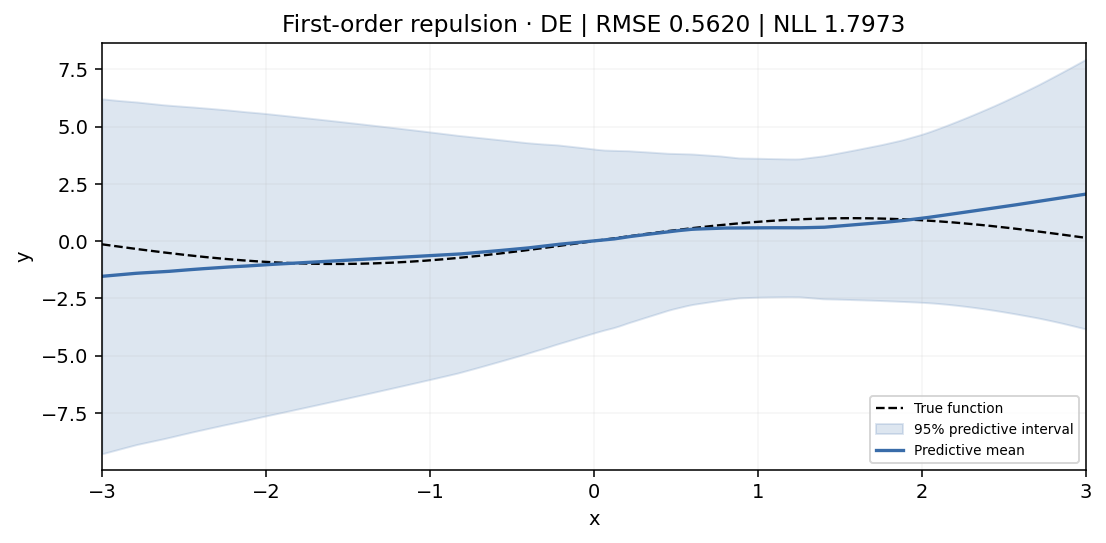 First-order repulsion · DE | RMSE 0.5620 | NLL 1.7973
y
7.5
5.0
2.5
0.0
−2.5
−5.0
−7.5
True function
95% predictive interval
Predictive mean
−3
−2
−1
0
1
2
3
x